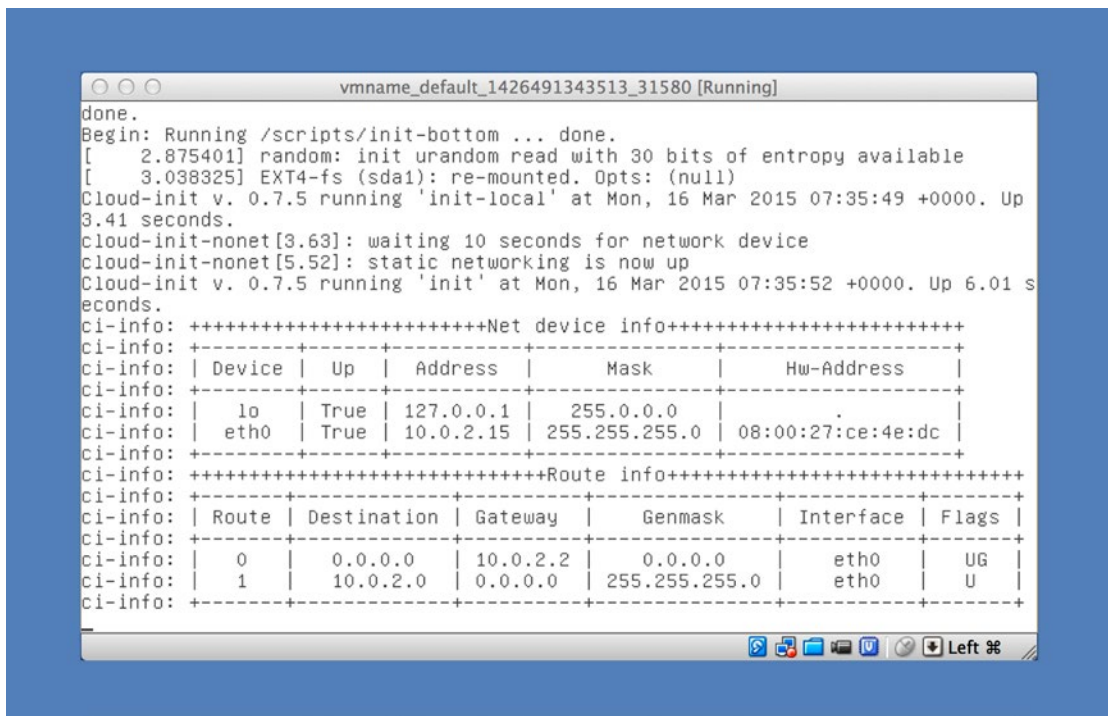 vmname_default_1426491343513_31580 [Running]
done.
Begin: Running /scripts/init-bottom ... done.
[    2.875401] random: init urandom read with 30 bits of entropy available
[    3.038325] EXT4-fs (sda1): re-mounted. Opts: (null)
Cloud-init v. 0.7.5 running 'init-local' at Mon, 16 Mar 2015 07:35:49 +0000. Up
3.41 seconds.
cloud-init-nonet[3.63]: waiting 10 seconds for network device
cloud-init-nonet[5.52]: static networking is now up
Cloud-init v. 0.7.5 running 'init' at Mon, 16 Mar 2015 07:35:52 +0000. Up 6.01 s
econds.
ci-info: +++++++++++++++++++++++++Net device info+++++++++++++++++++++++++
ci-info: +--------+------+-----------+---------------+-------------------+
ci-info: | Device |  Up  |  Address  |      Mask     |     Hw-Address    |
ci-info: +--------+------+-----------+---------------+-------------------+
ci-info: |   lo   | True | 127.0.0.1 |   255.0.0.0   |         .         |
ci-info: |  eth0  | True | 10.0.2.15 | 255.255.255.0 | 08:00:27:ce:4e:dc |
ci-info: +--------+------+-----------+---------------+-------------------+
ci-info: ++++++++++++++++++++++++++++++Route info++++++++++++++++++++++++++++++
ci-info: +-------+-------------+----------+---------------+-----------+-------+
ci-info: | Route | Destination | Gateway  |    Genmask    | Interface | Flags |
ci-info: +-------+-------------+----------+---------------+-----------+-------+
ci-info: |   0   |   0.0.0.0   | 10.0.2.2 |    0.0.0.0    |    eth0   |   UG  |
ci-info: |   1   |   10.0.2.0  | 0.0.0.0  | 255.255.255.0 |    eth0   |   U   |
ci-info: +-------+-------------+----------+---------------+-----------+-------+
_
Left ⌘